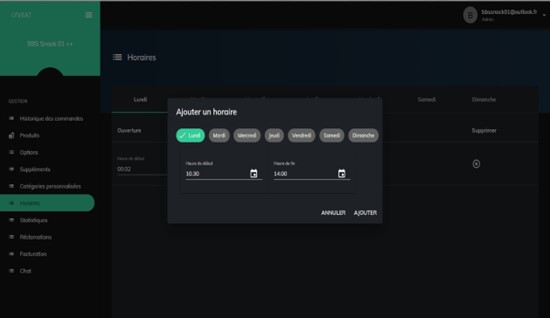 OUVERT
bbssnack01@outlook.fr
Admin
BBS Snack 01 ++
Horaires
GESTION
Historique des commandes
Produits
Options
Suppléments
Catégories personnalisées
Horaires
Statistiques
Réclamations
Facturation
Chat
Lundi
Samedi
Dimanche
Ouverture
Supprimer
Heure de début
00:02
Ajouter un horaire
Lundi
Mardi
Mercredi
Jeudi
Vendredi
Samedi
Dimanche
Heure de début
10:30
Heure de fin
14:00
ANNULER
AJOUTER